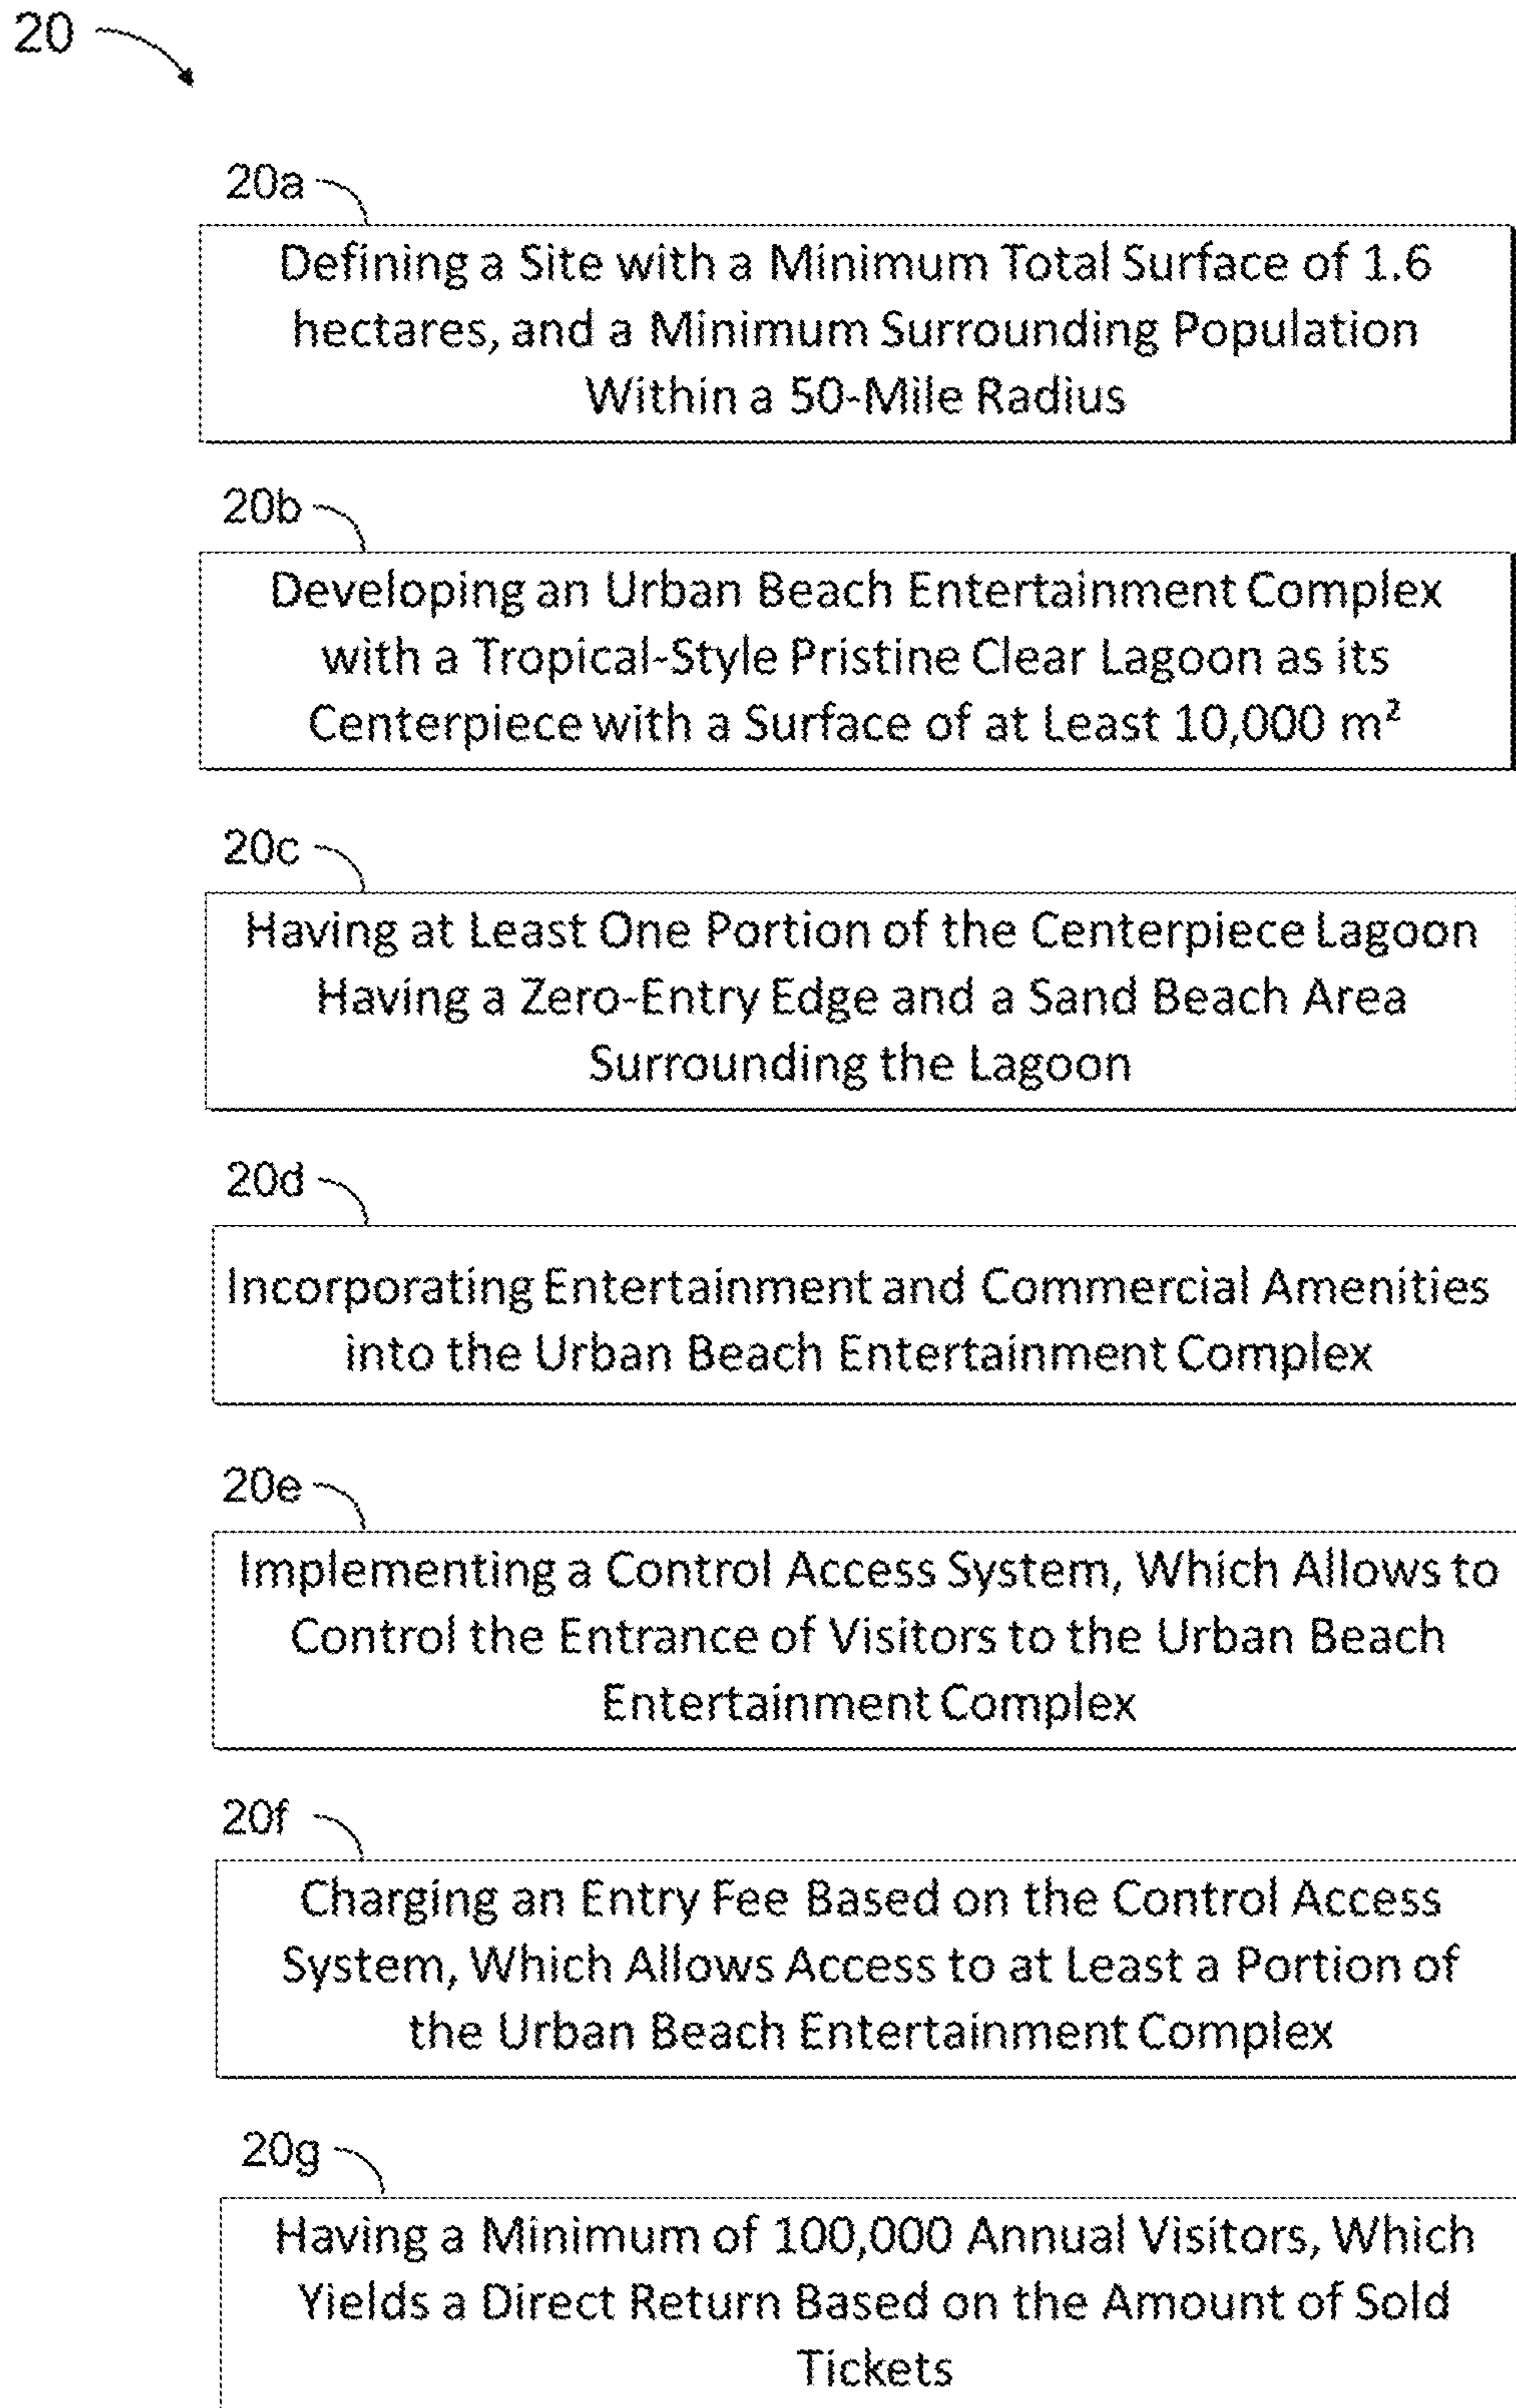 20
20a
Defining a Site with a Minimum Total Surface of 1.6
hectares, and a Minimum Surrounding Population
Within a 50-Mile Radius
20b
Developing an Urban Beach Entertainment Complex
with a Tropical-Style Pristine Clear Lagoon as its
Centerpiece with a Surface of at Least 10,000 m²
20c
Having at Least One Portion of the Centerpiece Lagoon
Having a Zero-Entry Edge and a Sand Beach Area
Surrounding the Lagoon
20d
Incorporating Entertainment and Commercial Amenities
into the Urban Beach Entertainment Complex
20e
Implementing a Control Access System, Which Allows to
Control the Entrance of Visitors to the Urban Beach
Entertainment Complex
20f
Charging an Entry Fee Based on the Control Access
System, Which Allows Access to at Least a Portion of
the Urban Beach Entertainment Complex
20g
Having a Minimum of 100,000 Annual Visitors, Which
Yields a Direct Return Based on the Amount of Sold
Tickets